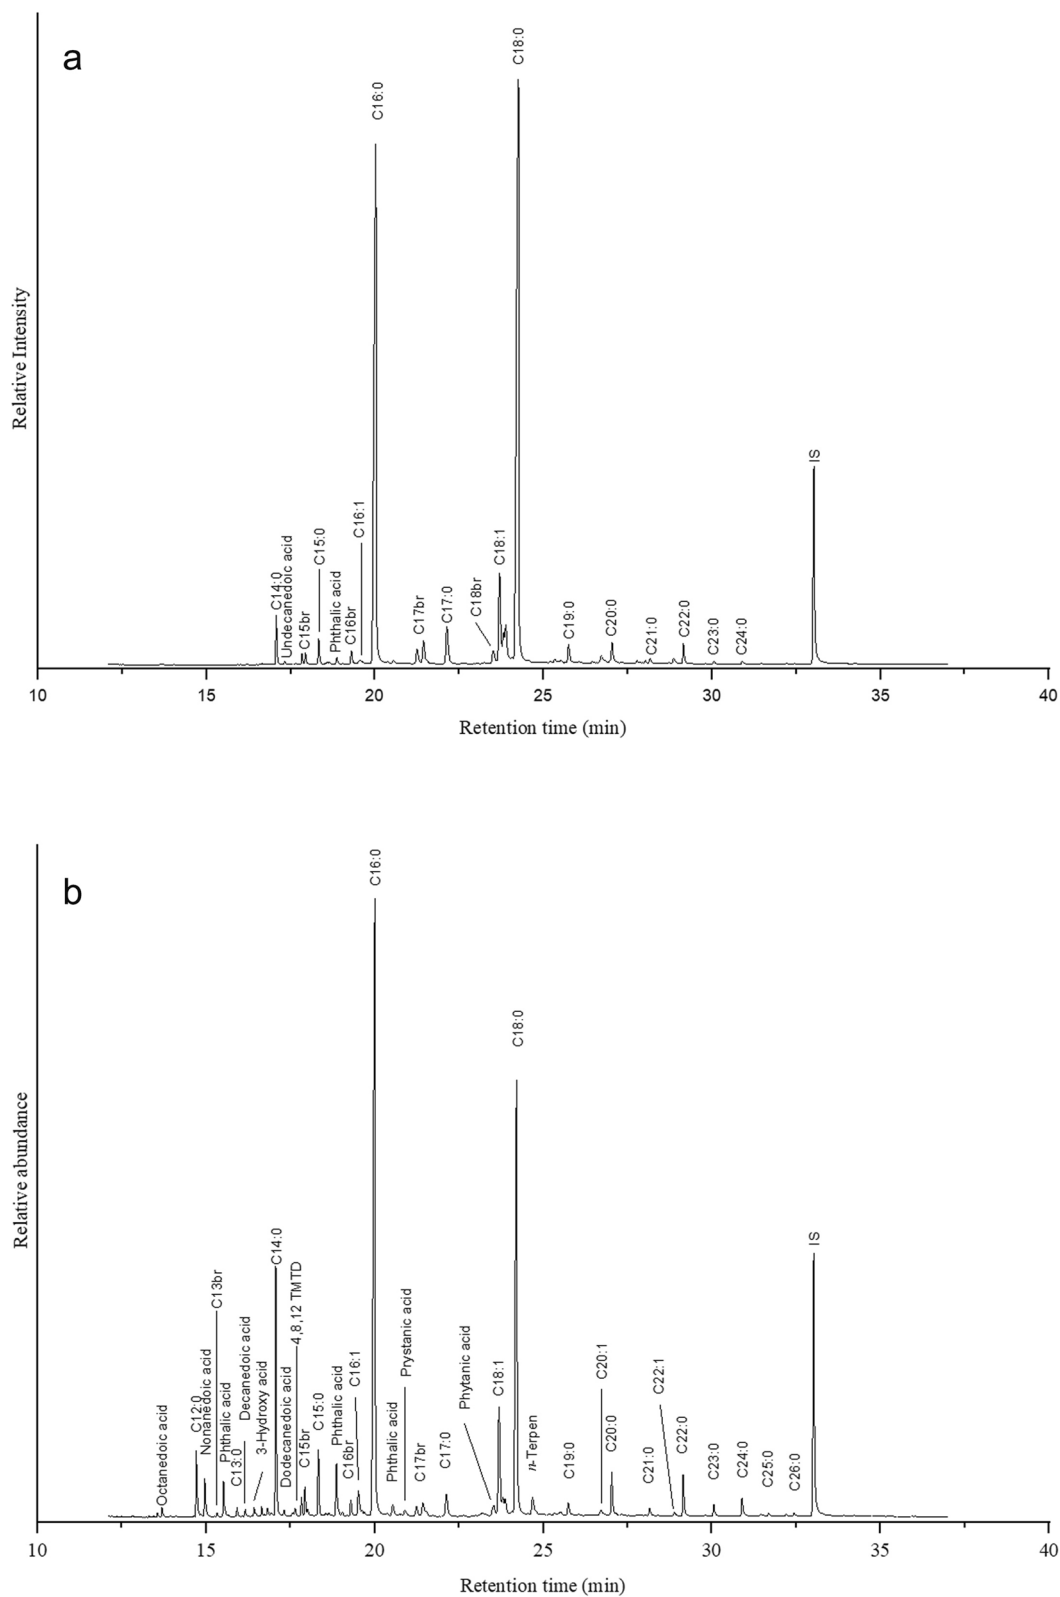 a
Relative Intensity
C14:0
Undecanedoic acid
C15br
C15:0
Phthalic acid
C16br
C16:1
C16:0
C17br
C17:0
C18br
C18:1
C18:0
C19:0
C20:0
C21:0
C22:0
C23:0
C24:0
IS
10 15 20 25 30 35 40
Retention time (min)
b
Relative abundance
Octanedoic acid
C12:0
Nonanedoic acid
C13br
Phthalic acid
C13:0
Decanedoic acid
3-Hydroxy acid
C14:0
Dodecanedoic acid
4,8,12 TMTD
C15br
C15:0
Phthalic acid
C16br
C16:1
C16:0
Phthalic acid
Prystanic acid
C17br
C17:0
Phytanic acid
C18:1
C18:0
n-Terpen
C19:0
C20:1
C20:0
C21:0
C22:1
C22:0
C23:0
C24:0
C25:0
C26:0
IS
10 15 20 25 30 35 40
Retention time (min)